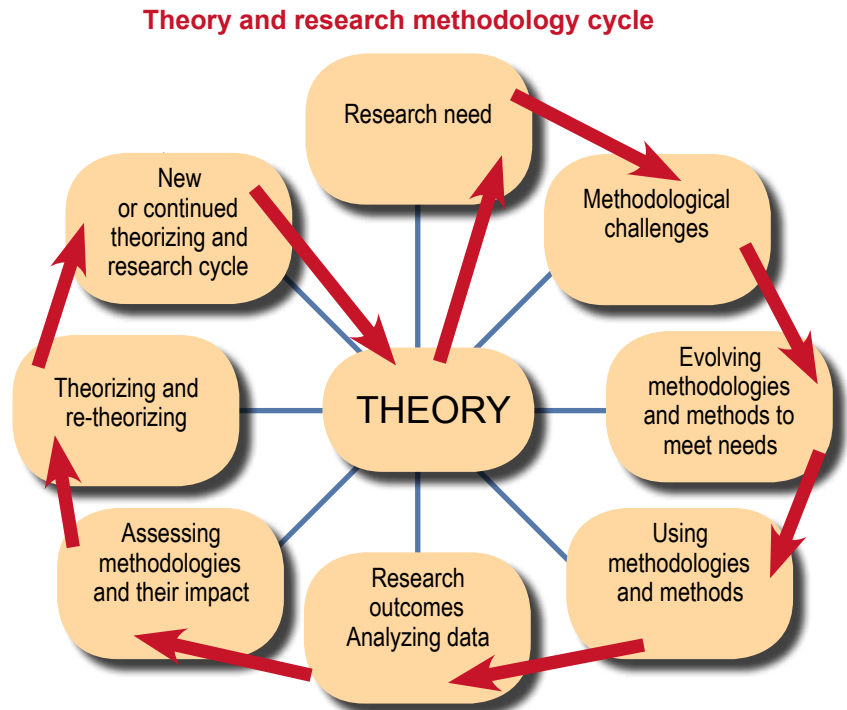 Theory and research methodology cycle
Research need
Methodological
challenges
Evolving
methodologies
and methods to
meet needs
Using
methodologies
and methods
Research
outcomes
Analyzing data
Assessing
methodologies
and their impact
Theorizing and
re-theorizing
New
or continued
theorizing and
research cycle
THEORY